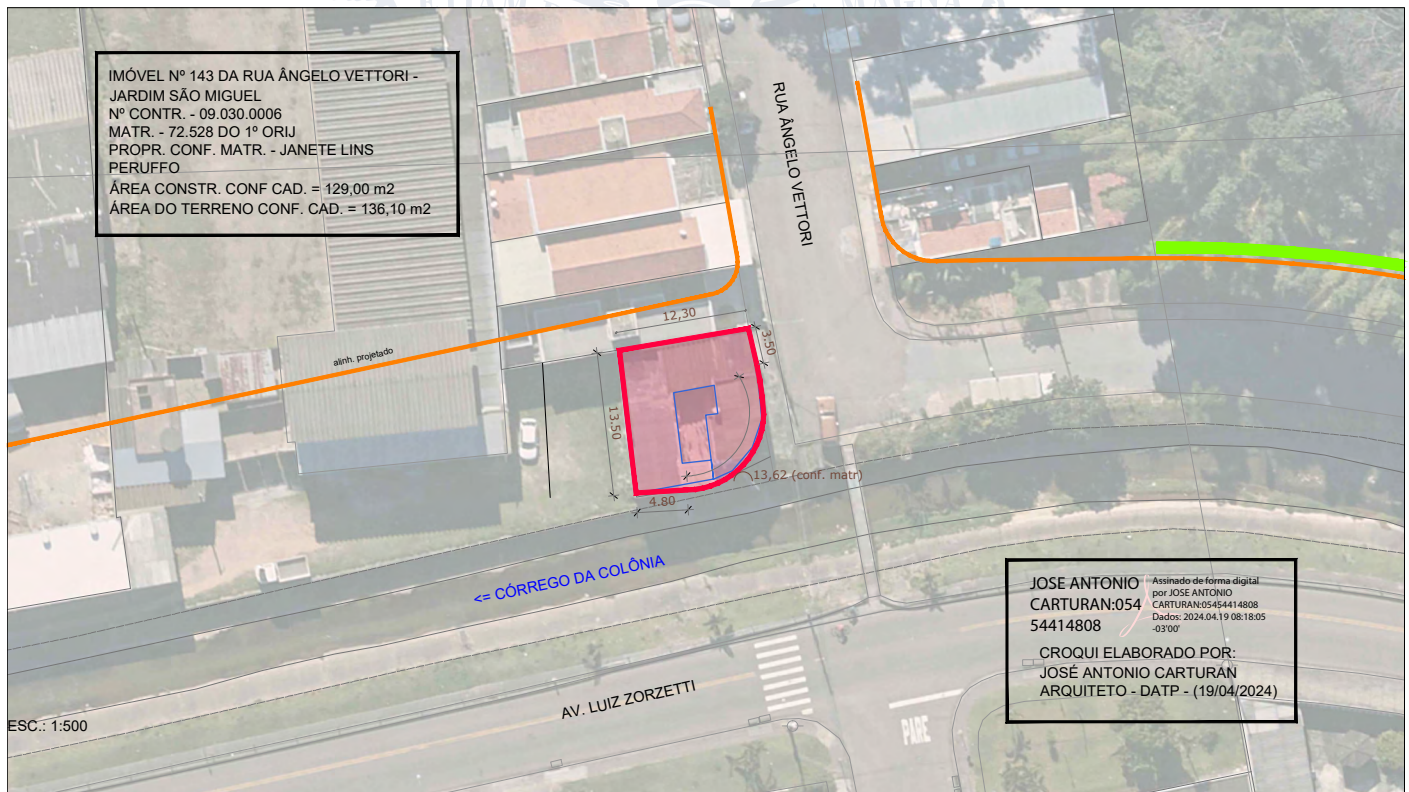 IMÓVEL Nº 143 DA RUA ÂNGELO VETTORI -
JARDIM SÃO MIGUEL
Nº CONTR. - 09.030.0006
MATR. - 72.528 DO 1º ORIJ
PROPR. CONF. MATR. - JANETE LINS
PERUFFO
ÁREA CONSTR. CONF CAD. = 129,00 m2
ÁREA DO TERRENO CONF. CAD. = 136,10 m2
RUA ÂNGELO VETTORI
alinh. projetado
12,30
3,50
13,50
13,62 (conf. matr)
4.80
<= CÓRREGO DA COLÔNIA
AV. LUIZ ZORZETTI
PARE
ESC.: 1:500
JOSE ANTONIO
CARTURAN:054
54414808
Assinado de forma digital
por JOSE ANTONIO
CARTURAN:05454414808
Dados: 2024.04.19 08:18:05
-03'00'
CROQUI ELABORADO POR:
JOSÉ ANTONIO CARTURAN
ARQUITETO - DATP - (19/04/2024)